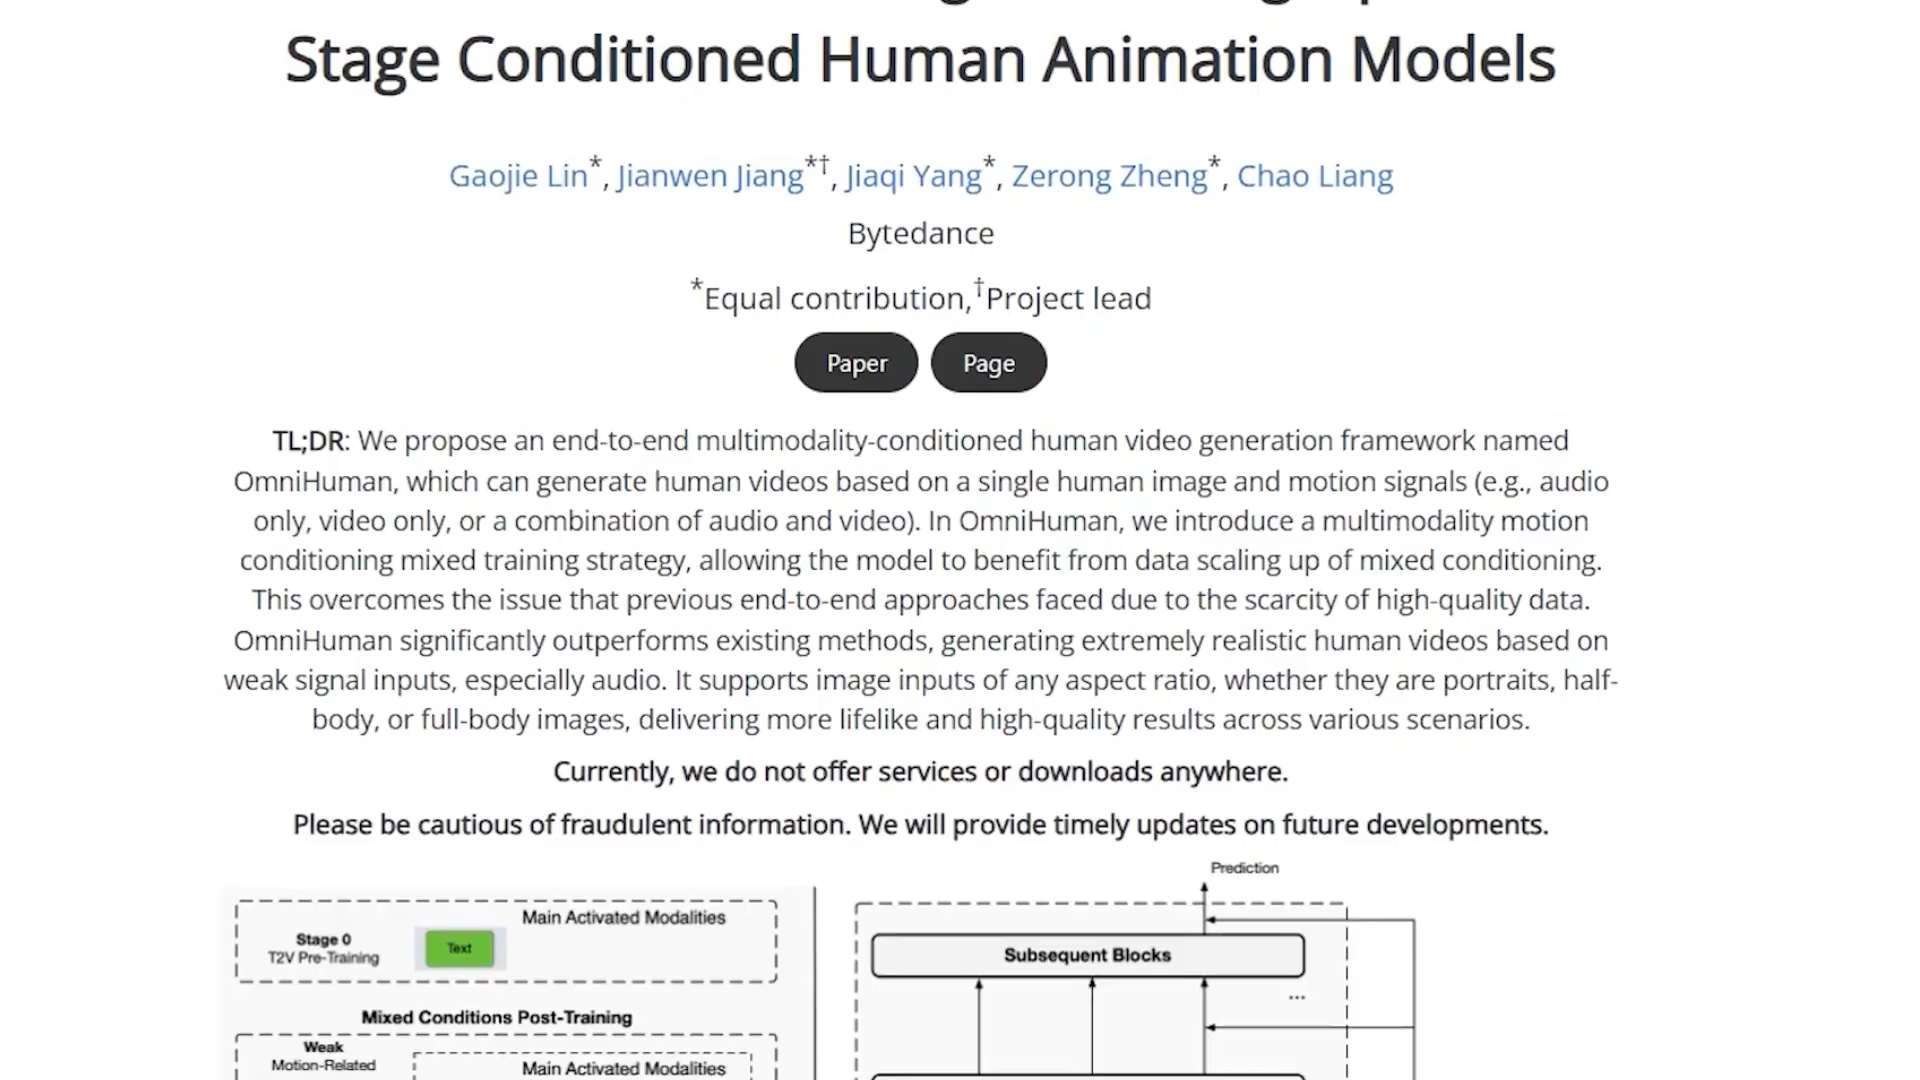 Stage Conditioned Human Animation Models
Gaojie Lin*, Jianwen Jiang*†, Jiaqi Yang*, Zerong Zheng*, Chao Liang
Bytedance
*Equal contribution,†Project lead
Paper Page
TL;DR: We propose an end-to-end multimodality-conditioned human video generation framework named
OmniHuman, which can generate human videos based on a single human image and motion signals (e.g., audio
only, video only, or a combination of audio and video). In OmniHuman, we introduce a multimodality motion
conditioning mixed training strategy, allowing the model to benefit from data scaling up of mixed conditioning.
This overcomes the issue that previous end-to-end approaches faced due to the scarcity of high-quality data.
OmniHuman significantly outperforms existing methods, generating extremely realistic human videos based on
weak signal inputs, especially audio. It supports image inputs of any aspect ratio, whether they are portraits, half-
body, or full-body images, delivering more lifelike and high-quality results across various scenarios.
Currently, we do not offer services or downloads anywhere.
Please be cautious of fraudulent information. We will provide timely updates on future developments.
Main Activated Modalities
Stage 0
T2V Pre-Training
Text
Mixed Conditions Post-Training
Weak
Motion-Related
Main Activated Modalities
Prediction
Subsequent Blocks
...